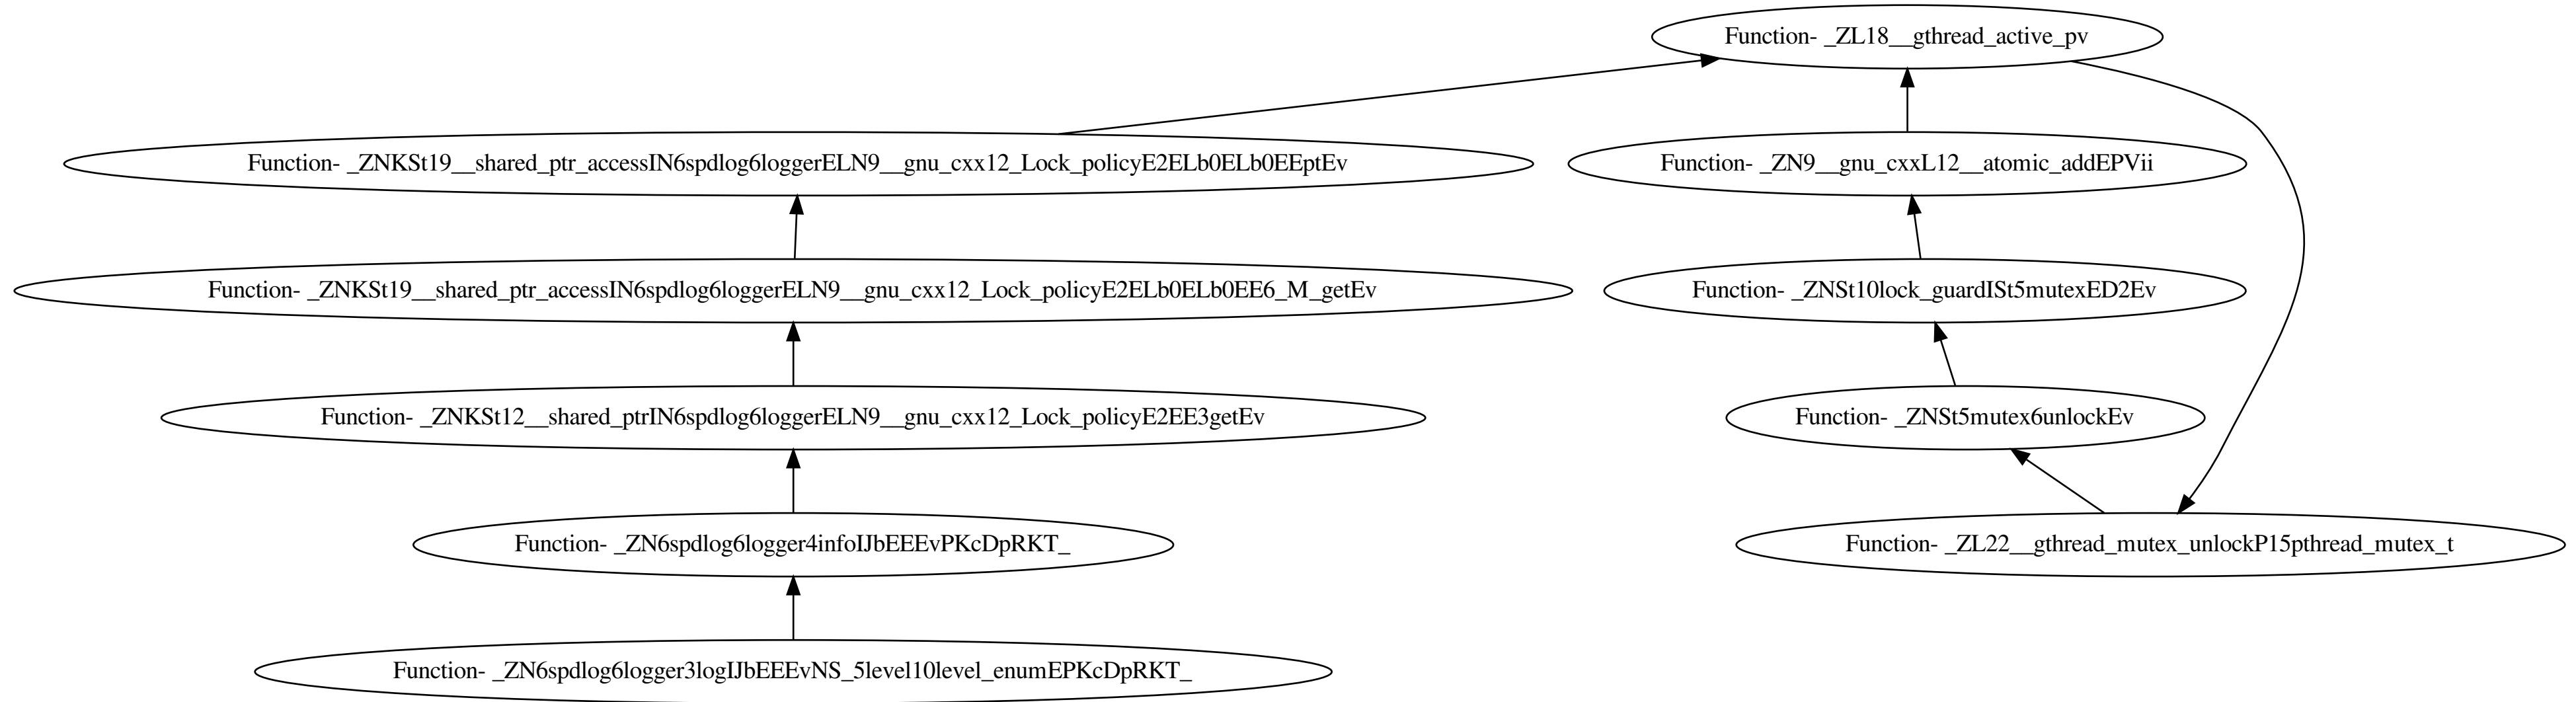 Function- _ZL18__gthread_active_pv
Function- _ZNKSt19__shared_ptr_accessIN6spdlog6loggerELN9__gnu_cxx12_Lock_policyE2ELb0ELb0EEptEv
Function- _ZN9__gnu_cxxL12__atomic_addEPVii
Function- _ZNKSt19__shared_ptr_accessIN6spdlog6loggerELN9__gnu_cxx12_Lock_policyE2ELb0ELb0EE6_M_getEv
Function- _ZNSt10lock_guardISt5mutexED2Ev
Function- _ZNKSt12__shared_ptrIN6spdlog6loggerELN9__gnu_cxx12_Lock_policyE2EE3getEv
Function- _ZNSt5mutex6unlockEv
Function- _ZN6spdlog6logger4infoIJbEEEvPKcDpRKT_
Function- _ZL22__gthread_mutex_unlockP15pthread_mutex_t
Function- _ZN6spdlog6logger3logIJbEEEvNS_5level10level_enumEPKcDpRKT_